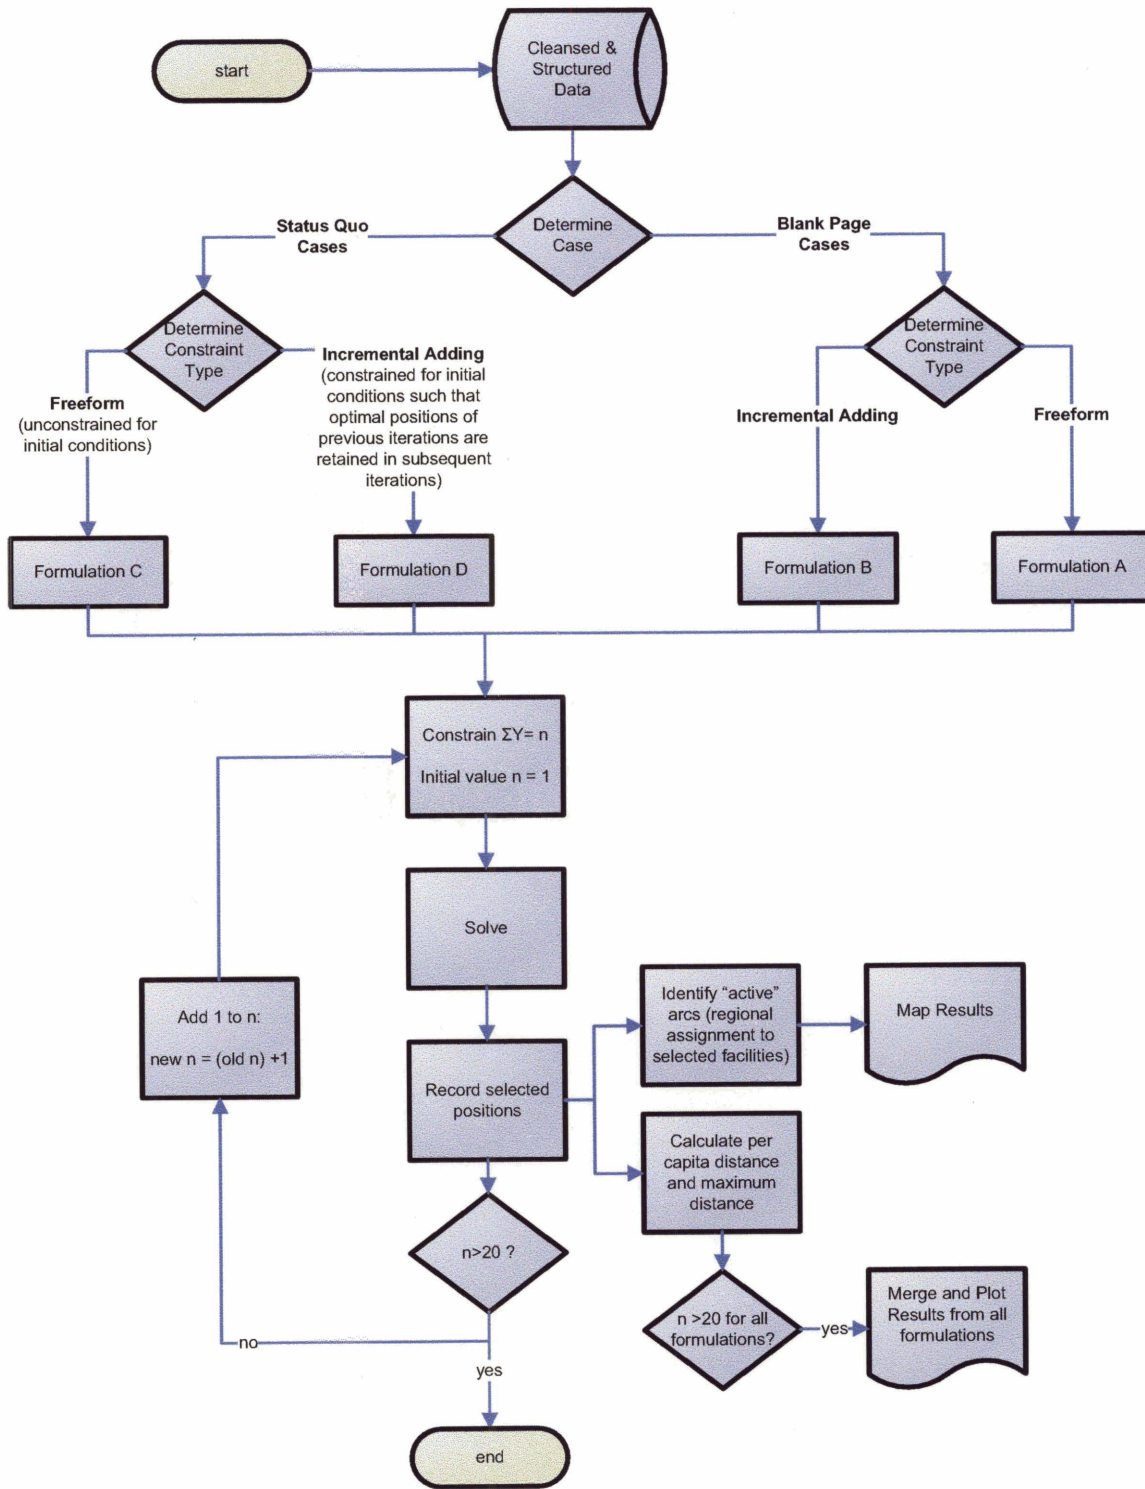 start
Cleansed &
Structured
Data
Determine
Case
Status Quo
Cases
Blank Page
Cases
Determine
Constraint
Type
Determine
Constraint
Type
Freeform
(unconstrained for
initial conditions)
Incremental Adding
(constrained for initial
conditions such that
optimal positions of
previous iterations are
retained in subsequent
iterations)
Incremental Adding
Freeform
Formulation C
Formulation D
Formulation B
Formulation A
Constrain ΣY= n
Initial value n = 1
Solve
Add 1 to n:
new n = (old n) +1
Record selected
positions
Identify “active”
arcs (regional
assignment to
selected facilities)
Map Results
Calculate per
capita distance
and maximum
distance
n>20 ?
n >20 for all
formulations?
yes
Merge and Plot
Results from all
formulations
no
yes
end